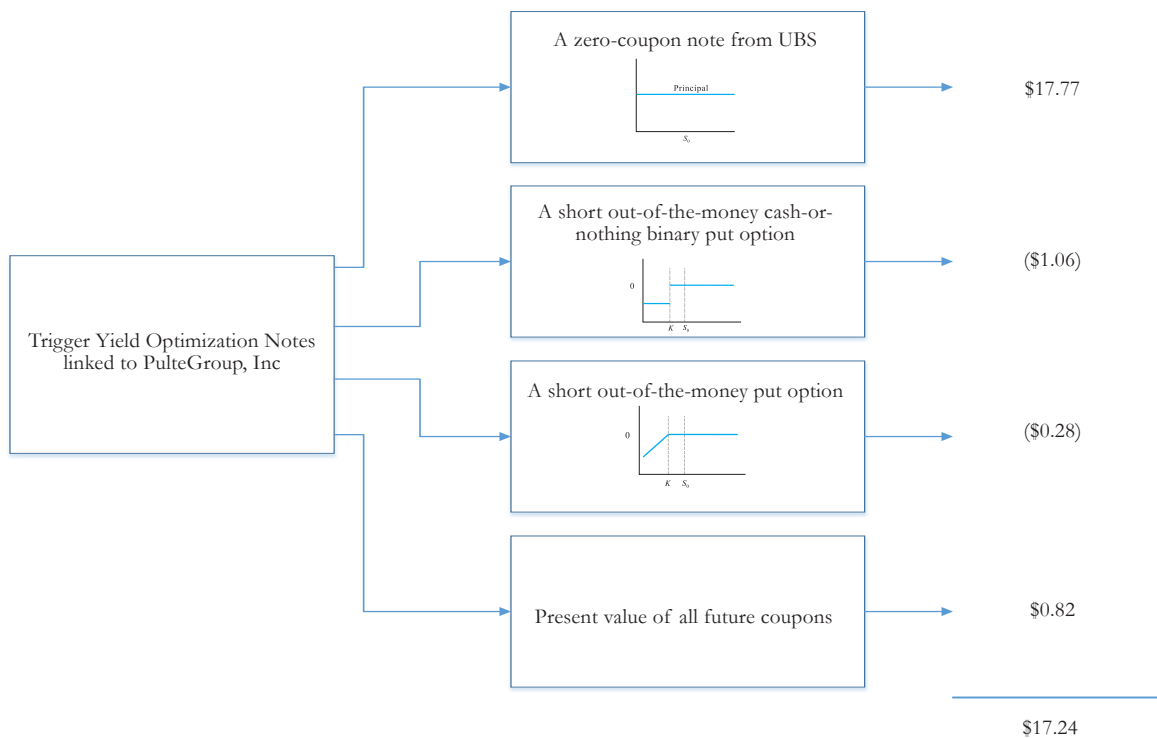 A zero-coupon note from UBS
Principal
S₀
$17.77
A short out-of-the-money cash-or-
nothing binary put option
0
K
S₀
($1.06)
Trigger Yield Optimization Notes
linked to PulteGroup, Inc
A short out-of-the-money put option
0
K
S₀
($0.28)
Present value of all future coupons
$0.82
$17.24